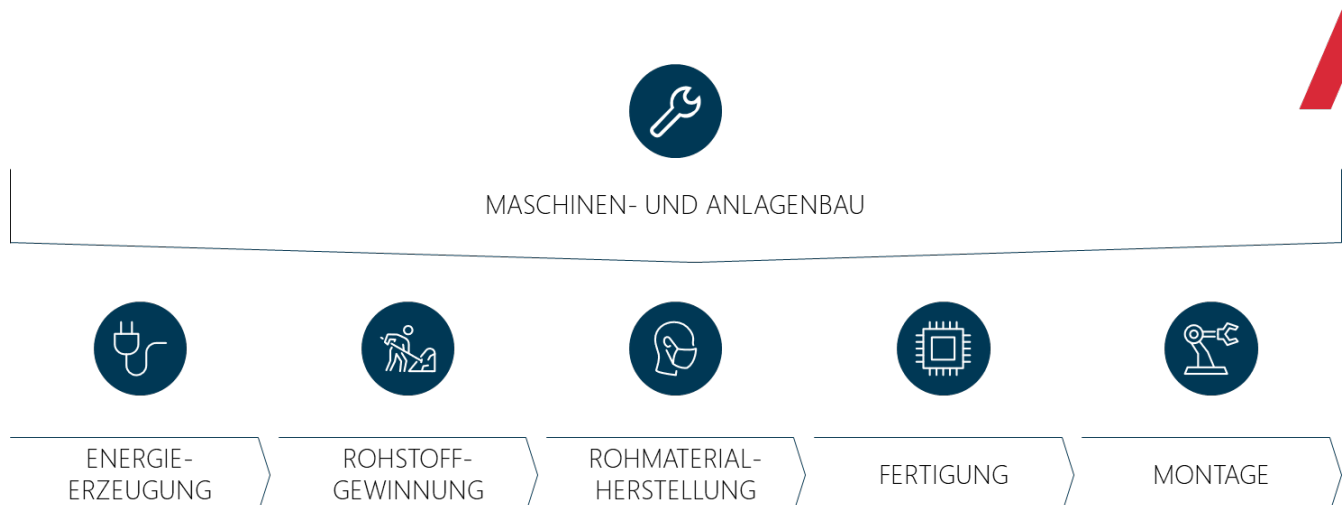 MASCHINEN- UND ANLAGENBAU
ENERGIE-
ERZEUGUNG
ROHSTOFF-
GEWINNUNG
ROHMATERIAL-
HERSTELLUNG
FERTIGUNG
MONTAGE